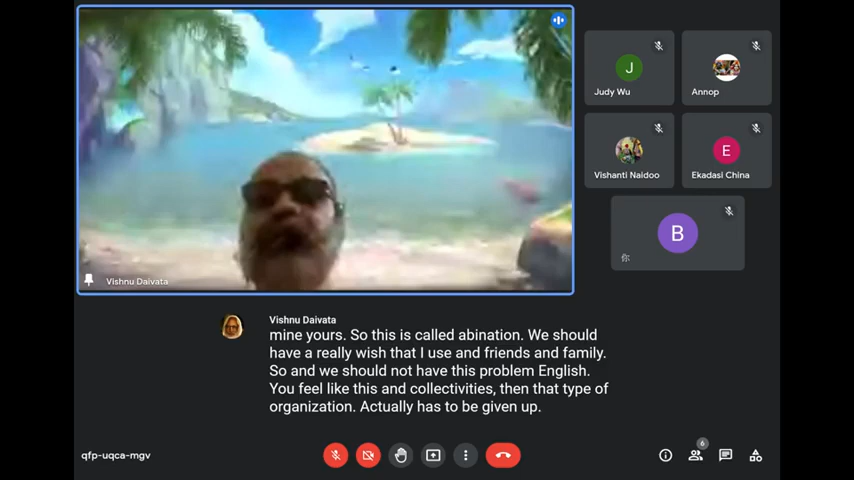 J
Judy Wu
Annop
Vishanti Naidoo
E
Ekadasi China
B
你
Vishnu Daivata
Vishnu Daivata
mine yours. So this is called abination. We should
have a really wish that I use and friends and family.
So and we should not have this problem English.
You feel like this and collectivities, then that type of
organization. Actually has to be given up.
qfp-uqca-mgv
6